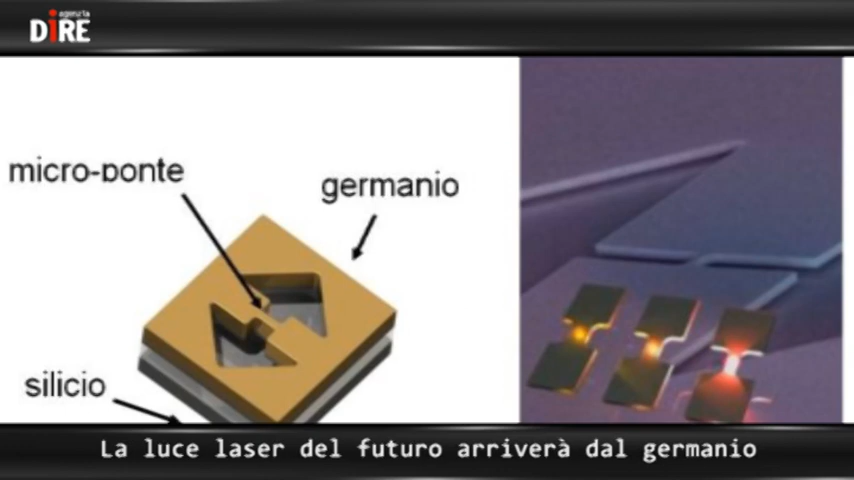 agenzia
DiRE
micro-ponte
germanio
silicio
La luce laser del futuro arriverà dal germanio